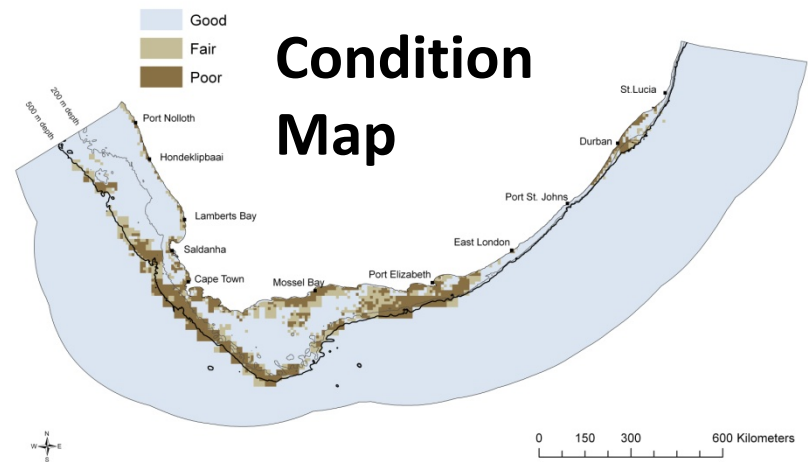 Good
Fair
Poor
Condition
Map
200 m depth
500 m depth
Port Nolloth
Hondeklipbaai
Lamberts Bay
Saldanha
Cape Town
Mossel Bay
Port Elizabeth
East London
Port St. Johns
Durban
St.Lucia
N
W E
S
0 150 300 600 Kilometers